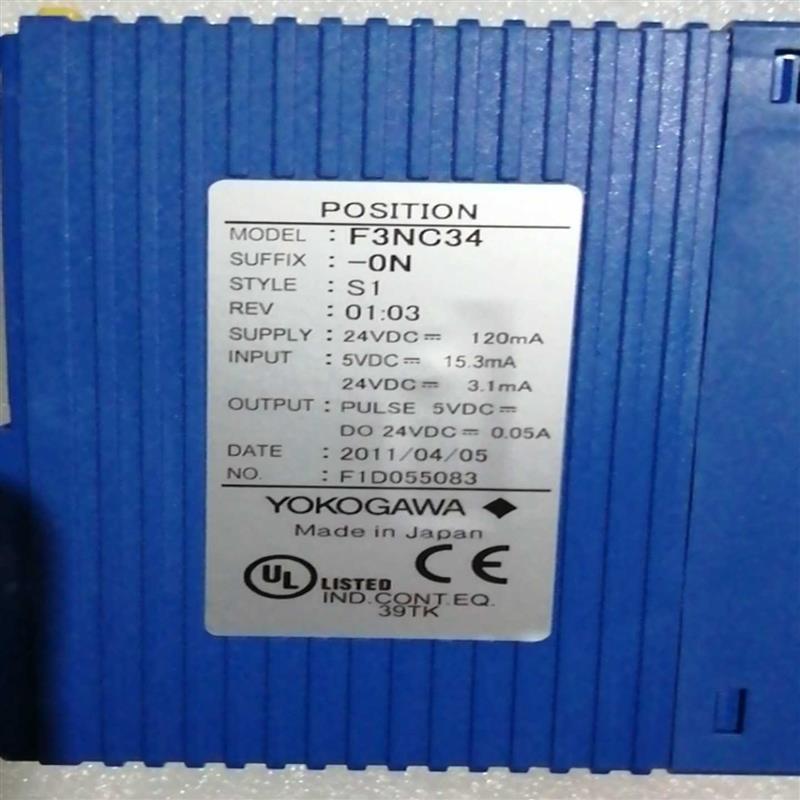 POSITION
MODEL : F3NC34
SUFFIX : -0N
STYLE : S1
REV : 01:03
SUPPLY : 24VDC⎓ 120mA
INPUT : 5VDC⎓ 15.3mA
24VDC⎓ 3.1mA
OUTPUT : PULSE 5VDC⎓
DO 24VDC⎓ 0.05A
DATE : 2011/04/05
NO. : F1D055083
YOKOGAWA ◆
Made in Japan
UL LISTED CE
IND.CONT.EQ.
39TK